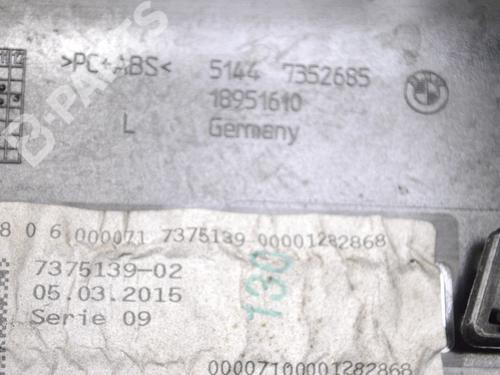 >PC+ABS< 5144 7352685
18951610
L Germany
B-PARTS
8 0 6 000071 7375139 00001282868
7375139-02
05.03.2015
Serie 09
130
00007100001282868